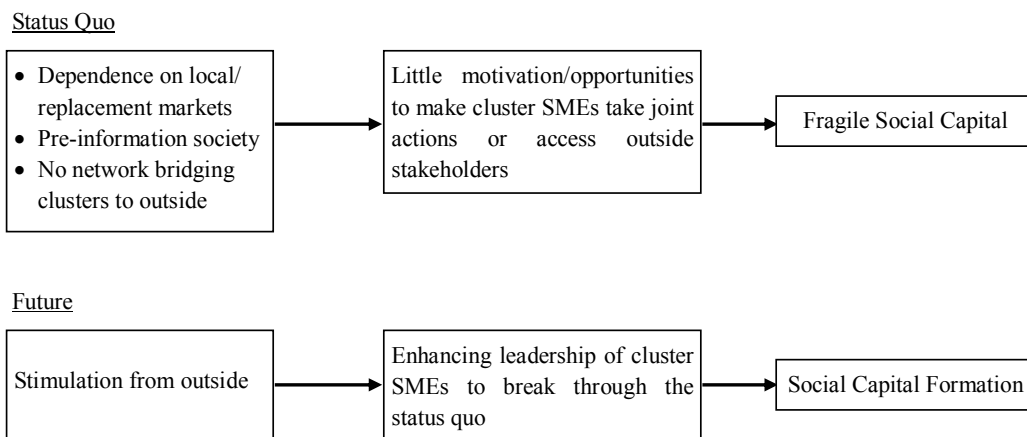 Status Quo
• Dependence on local/
replacement markets
• Pre-information society
• No network bridging
clusters to outside
Little motivation/opportunities
to make cluster SMEs take joint
actions or access outside
stakeholders
Fragile Social Capital
Future
Stimulation from outside
Enhancing leadership of cluster
SMEs to break through the
status quo
Social Capital Formation